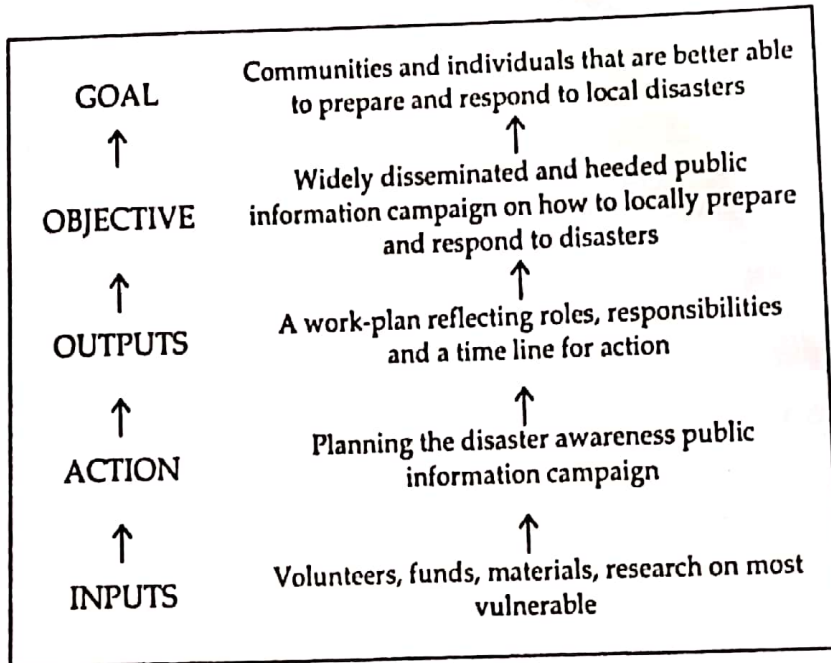 GOAL
Communities and individuals that are better able
to prepare and respond to local disasters
↑ ↑
OBJECTIVE
Widely disseminated and heeded public
information campaign on how to locally prepare
and respond to disasters
↑ ↑
OUTPUTS
A work-plan reflecting roles, responsibilities
and a time line for action
↑ ↑
ACTION
Planning the disaster awareness public
information campaign
↑ ↑
INPUTS
Volunteers, funds, materials, research on most
vulnerable